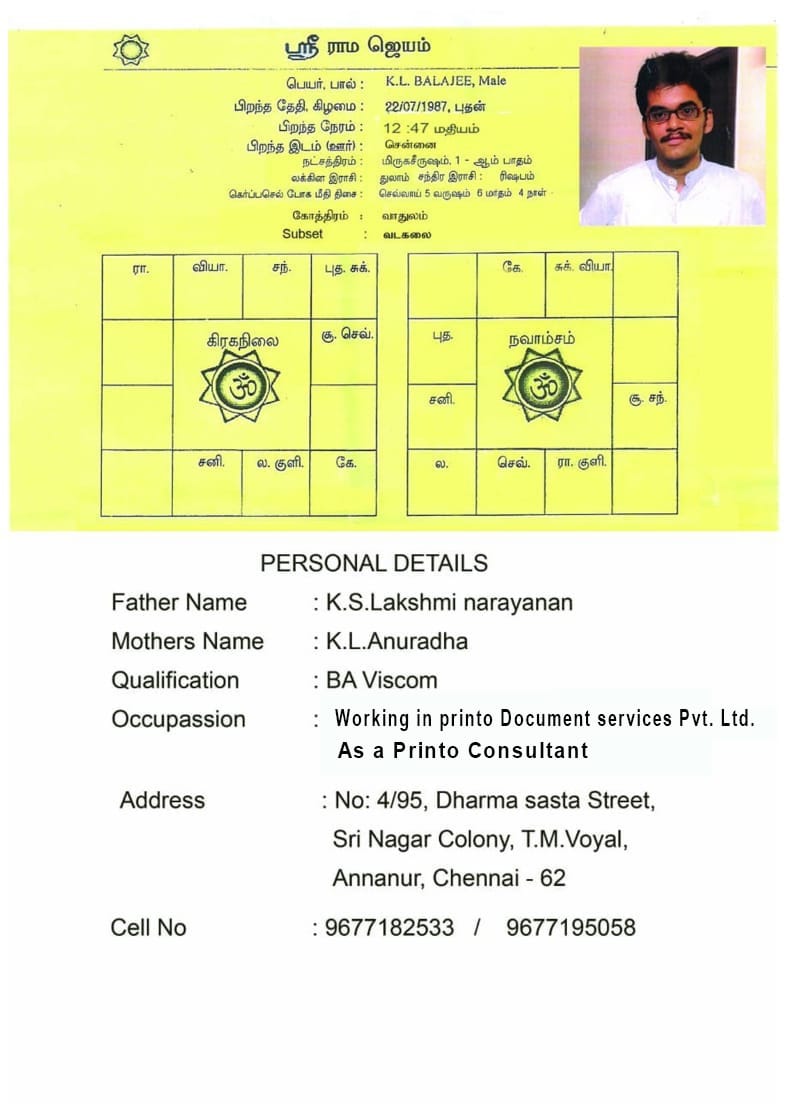 ஸ்ரீ ராம ஜெயம்
பெயர், பால் : K.L. BALAJEE, Male
பிறந்த தேதி, கிழமை : 22/07/1987, புதன்
பிறந்த நேரம் : 12 :47 மதியம்
பிறந்த இடம் (ஊர்) : சென்னை
நட்சத்திரம் : மிருகசீருஷம், 1 - ஆம் பாதம்
லக்கின இராசி : துலாம் சந்திர இராசி : ரிஷபம்
கெர்ப்பசெல் போக மீதி திசை : செவ்வாய் 5 வருஷம் 6 மாதம் 4 நாள்
கோத்திரம் : வாதுலம்
Subset : வடகலை
ரா. வியா. சந். புத. சுக்.
சூ. செவ்.
கிரகநிலை
ௐ
சனி. ல. குளி. கே.
கே. சுக். வியா.
புத. நவாம்சம்
ௐ
சனி. சூ. சந்.
ல. செவ். ரா. குளி.
PERSONAL DETAILS
Father Name : K.S.Lakshmi narayanan
Mothers Name : K.L.Anuradha
Qualification : BA Viscom
Occupassion : Working in printo Document services Pvt. Ltd.
As a Printo Consultant
Address : No: 4/95, Dharma sasta Street,
Sri Nagar Colony, T.M.Voyal,
Annanur, Chennai - 62
Cell No : 9677182533 / 9677195058